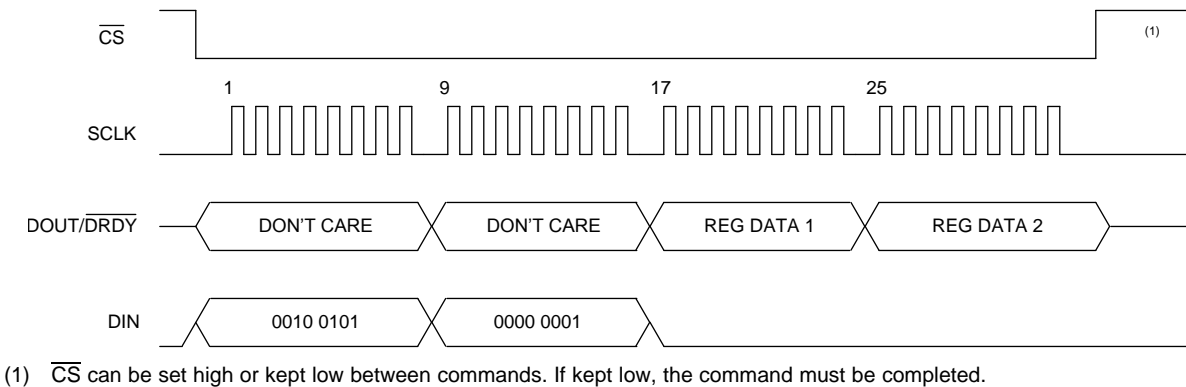 CS
(1)
1 9 17 25
SCLK
DOUT/DRDY DON'T CARE DON'T CARE REG DATA 1 REG DATA 2
DIN 0010 0101 0000 0001
(1) CS can be set high or kept low between commands. If kept low, the command must be completed.